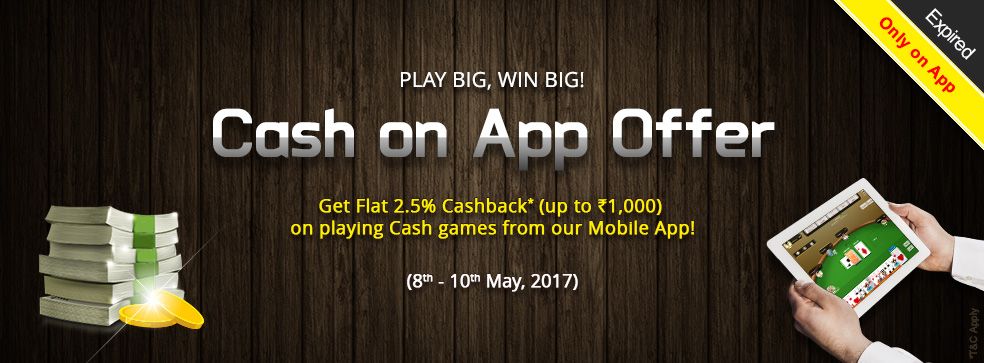 Expired
Only on App
PLAY BIG, WIN BIG!
Cash on App Offer
Get Flat 2.5% Cashback* (up to ₹1,000)
on playing Cash games from our Mobile App!
(8th - 10th May, 2017)
*T&C Apply